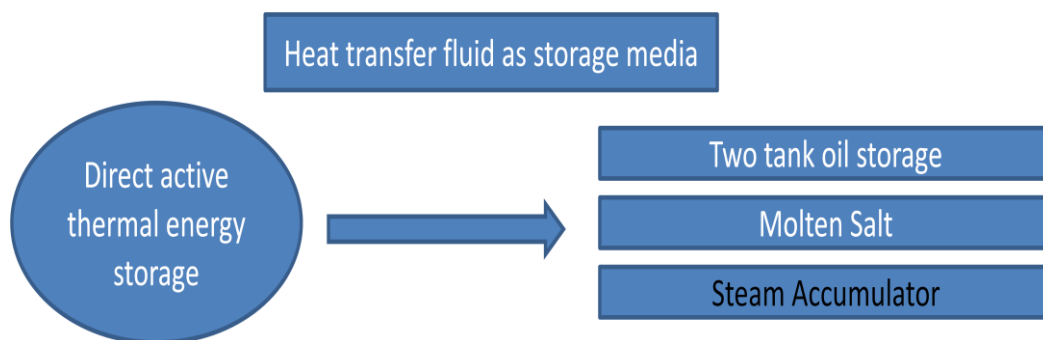 Heat transfer fluid as storage media
Direct active
thermal energy
storage
Two tank oil storage
Molten Salt
Steam Accumulator